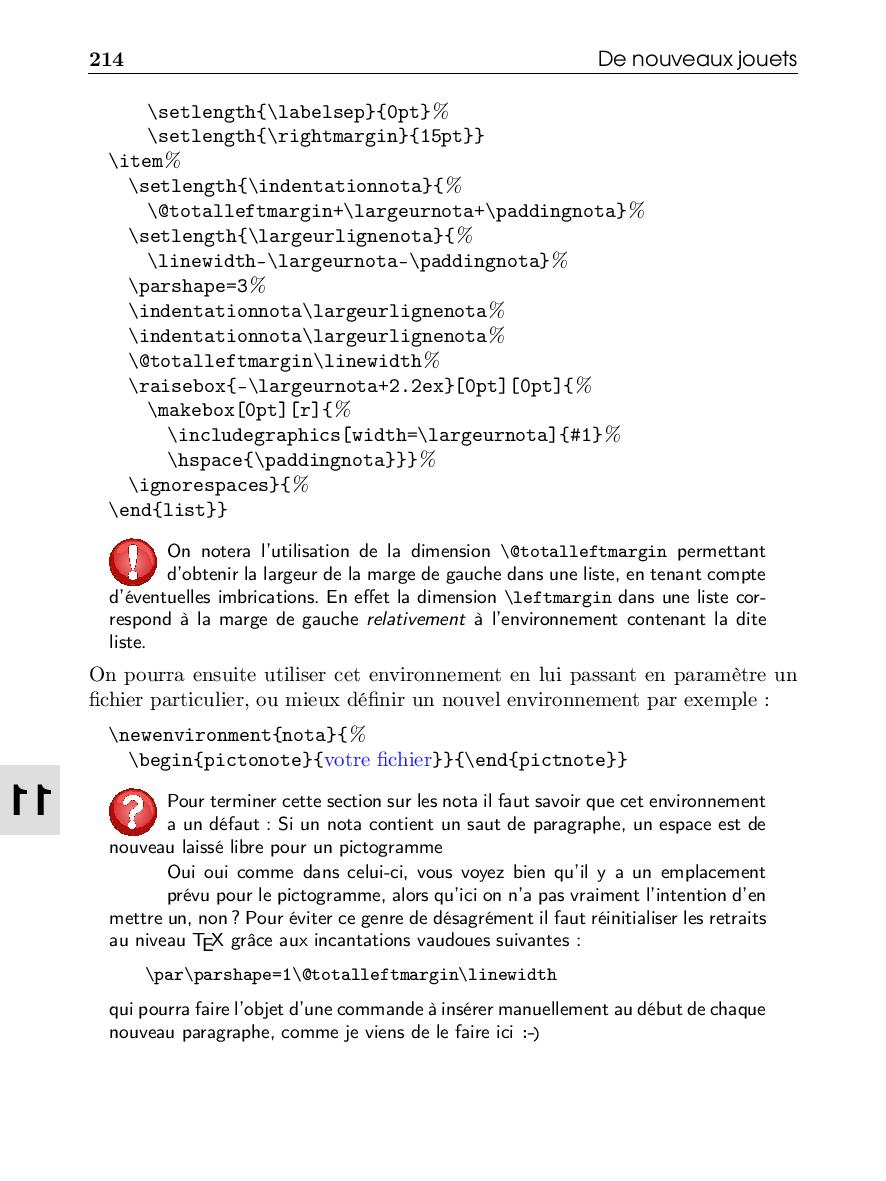 214 De nouveaux jouets
\setlength{\labelsep}{0pt}%
\setlength{\rightmargin}{15pt}}
\item%
\setlength{\indentationnota}{%
\@totalleftmargin+\largeurnota+\paddingnota}%
\setlength{\largeurlignenota}{%
\linewidth-\largeurnota-\paddingnota}%
\parshape=3%
\indentationnota\largeurlignenota%
\indentationnota\largeurlignenota%
\@totalleftmargin\linewidth%
\raisebox{-\largeurnota+2.2ex}[0pt][0pt]{%
\makebox[0pt][r]{%
\includegraphics[width=\largeurnota]{#1}%
\hspace{\paddingnota}}}%
\ignorespaces}{%
\end{list}}
! On notera l'utilisation de la dimension \@totalleftmargin permettant
d'obtenir la largeur de la marge de gauche dans une liste, en tenant compte
d'éventuelles imbrications. En effet la dimension \leftmargin dans une liste cor-
respond à la marge de gauche relativement à l'environnement contenant la dite
liste.
On pourra ensuite utiliser cet environnement en lui passant en paramètre un
fichier particulier, ou mieux définir un nouvel environnement par exemple :
\newenvironment{nota}{%
\begin{pictonote}{votre fichier}}{\end{pictnote}}
11
? Pour terminer cette section sur les nota il faut savoir que cet environnement
a un défaut : Si un nota contient un saut de paragraphe, un espace est de
nouveau laissé libre pour un pictogramme
Oui oui comme dans celui-ci, vous voyez bien qu'il y a un emplacement
prévu pour le pictogramme, alors qu'ici on n'a pas vraiment l'intention d'en
mettre un, non ? Pour éviter ce genre de désagrément il faut réinitialiser les retraits
au niveau TEX grâce aux incantations vaudoues suivantes :
\par\parshape=1\@totalleftmargin\linewidth
qui pourra faire l'objet d'une commande à insérer manuellement au début de chaque
nouveau paragraphe, comme je viens de le faire ici :-)